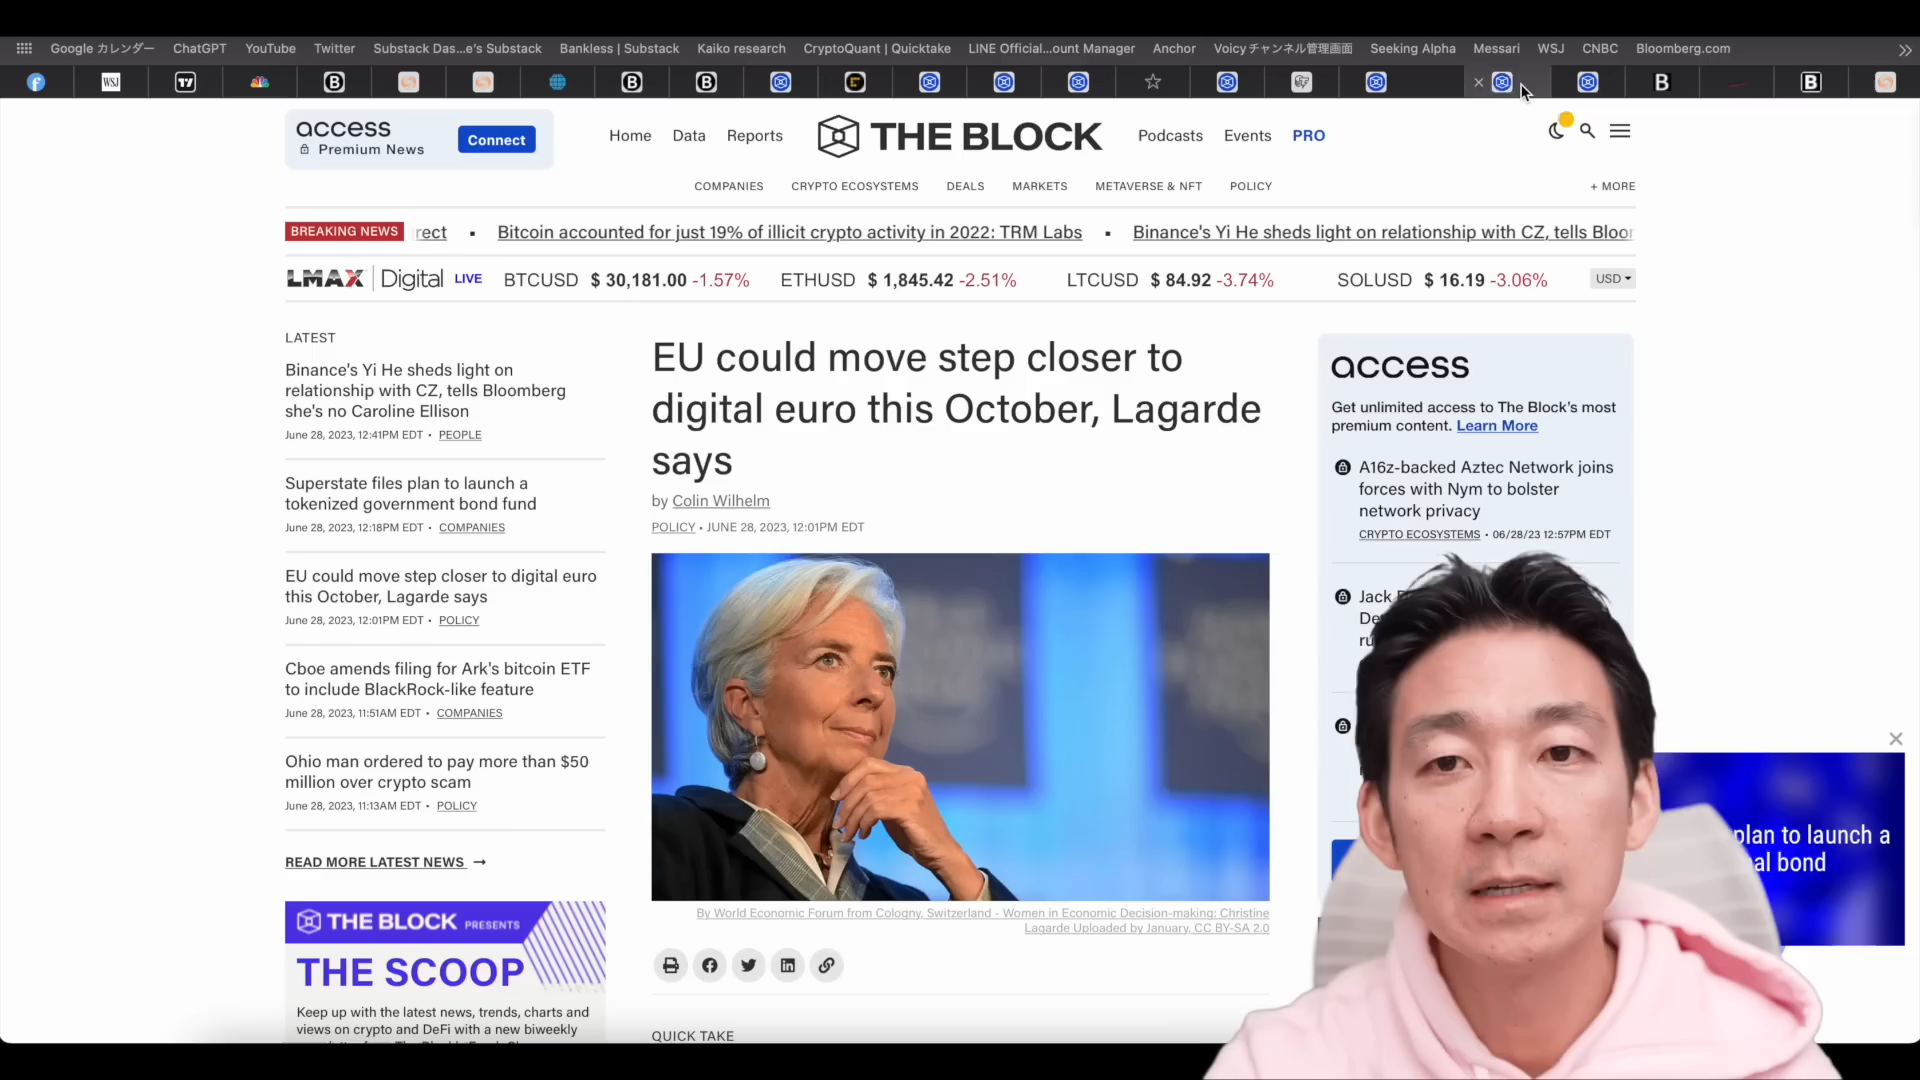 Google カレンダー ChatGPT YouTube Twitter Substack Das...e's Substack Bankless | Substack Kaiko research CryptoQuant | Quicktake LINE Official...ount Manager Anchor Voicy チャンネル管理画面 Seeking Alpha Messari WSJ CNBC Bloomberg.com
WSJ
access
Premium News
Connect
Home Data Reports THE BLOCK Podcasts Events PRO
COMPANIES CRYPTO ECOSYSTEMS DEALS MARKETS METAVERSE & NFT POLICY + MORE
BREAKING NEWS rect ▪ Bitcoin accounted for just 19% of illicit crypto activity in 2022: TRM Labs ▪ Binance's Yi He sheds light on relationship with CZ, tells Bloor
LMAX Digital LIVE BTCUSD $ 30,181.00 -1.57% ETHUSD $ 1,845.42 -2.51% LTCUSD $ 84.92 -3.74% SOLUSD $ 16.19 -3.06% USD
LATEST
Binance's Yi He sheds light on
relationship with CZ, tells Bloomberg
she's no Caroline Ellison
June 28, 2023, 12:41PM EDT • PEOPLE
Superstate files plan to launch a
tokenized government bond fund
June 28, 2023, 12:18PM EDT • COMPANIES
EU could move step closer to digital euro
this October, Lagarde says
June 28, 2023, 12:01PM EDT • POLICY
Cboe amends filing for Ark's bitcoin ETF
to include BlackRock-like feature
June 28, 2023, 11:51AM EDT • COMPANIES
Ohio man ordered to pay more than $50
million over crypto scam
June 28, 2023, 11:13AM EDT • POLICY
READ MORE LATEST NEWS →
THE BLOCK PRESENTS
THE SCOOP
Keep up with the latest news, trends, charts and
views on crypto and DeFi with a new biweekly
EU could move step closer to
digital euro this October, Lagarde
says
by Colin Wilhelm
POLICY • JUNE 28, 2023, 12:01PM EDT
By World Economic Forum from Cologny, Switzerland - Women in Economic Decision-making: Christine
Lagarde Uploaded by January, CC BY-SA 2.0
QUICK TAKE
access
Get unlimited access to The Block's most
premium content. Learn More
A16z-backed Aztec Network joins
forces with Nym to bolster
network privacy
CRYPTO ECOSYSTEMS • 06/28/23 12:57PM EDT
Jack
De
ru
plan to launch a
al bond